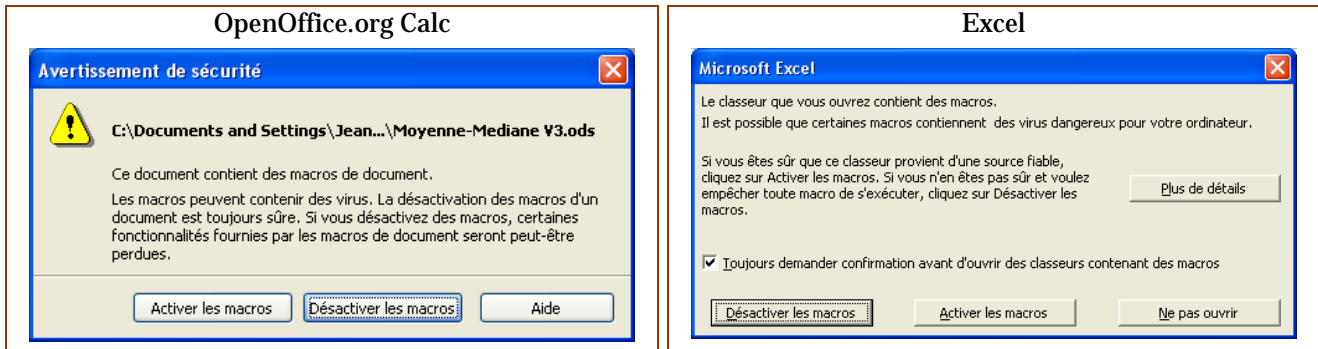 OpenOffice.org Calc
Avertissement de sécurité
C:\Documents and Settings\Jean...\Moyenne-Mediane V3.ods
Ce document contient des macros de document.
Les macros peuvent contenir des virus. La désactivation des macros d'un
document est toujours sûre. Si vous désactivez des macros, certaines
fonctionnalités fournies par les macros de document seront peut-être
perdues.
Activer les macros
Désactiver les macros
Aide
Excel
Microsoft Excel
Le classeur que vous ouvrez contient des macros.
Il est possible que certaines macros contiennent des virus dangereux pour votre ordinateur.
Si vous êtes sûr que ce classeur provient d'une source fiable,
cliquez sur Activer les macros. Si vous n'en êtes pas sûr et voulez
empêcher toute macro de s'exécuter, cliquez sur Désactiver les
macros.
Plus de détails
Toujours demander confirmation avant d'ouvrir des classeurs contenant des macros
Désactiver les macros
Activer les macros
Ne pas ouvrir